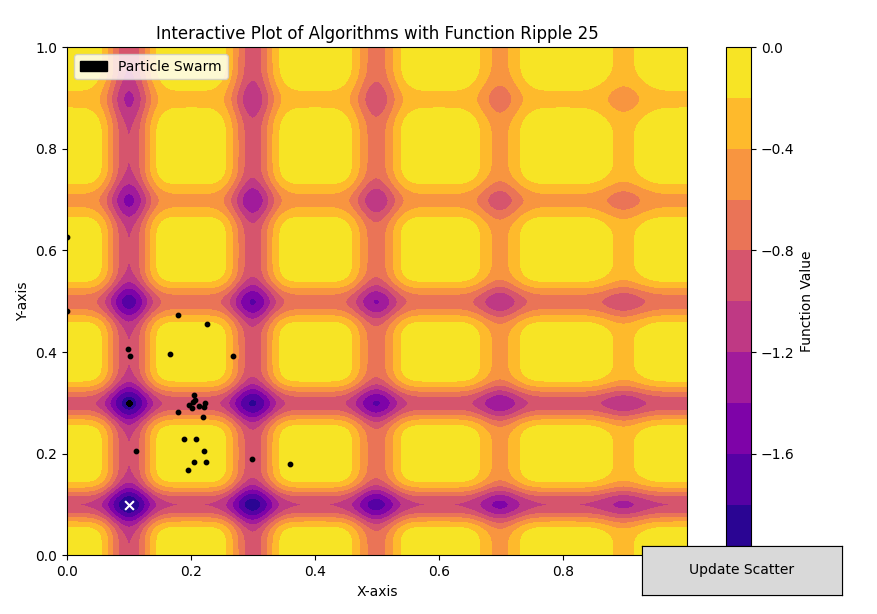 Interactive Plot of Algorithms with Function Ripple 25
Particle Swarm
1.0
0.8
0.6
0.4
0.2
0.0
Y-axis
0.0
0.2
0.4
0.6
0.8
X-axis
0.0
−0.4
−0.8
−1.2
−1.6
Function Value
Update Scatter